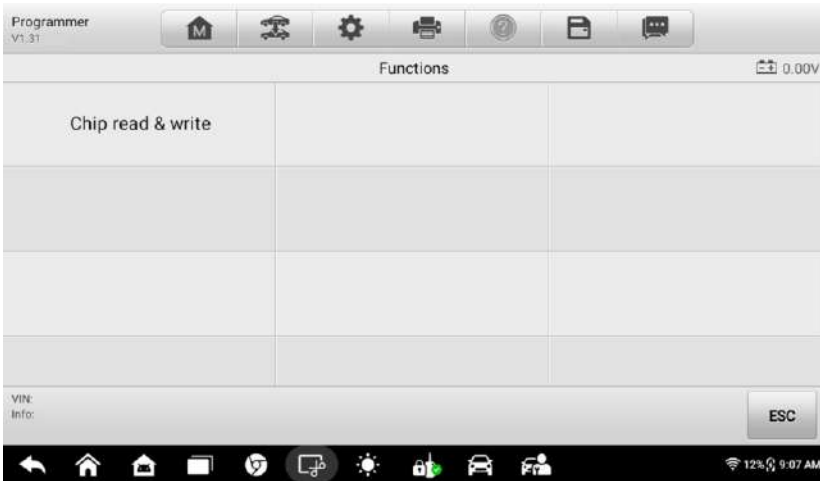 Programmer
V1.31
M
Functions
0.00V
Chip read & write
VIN:
Info:
ESC
12% 9:07 AM